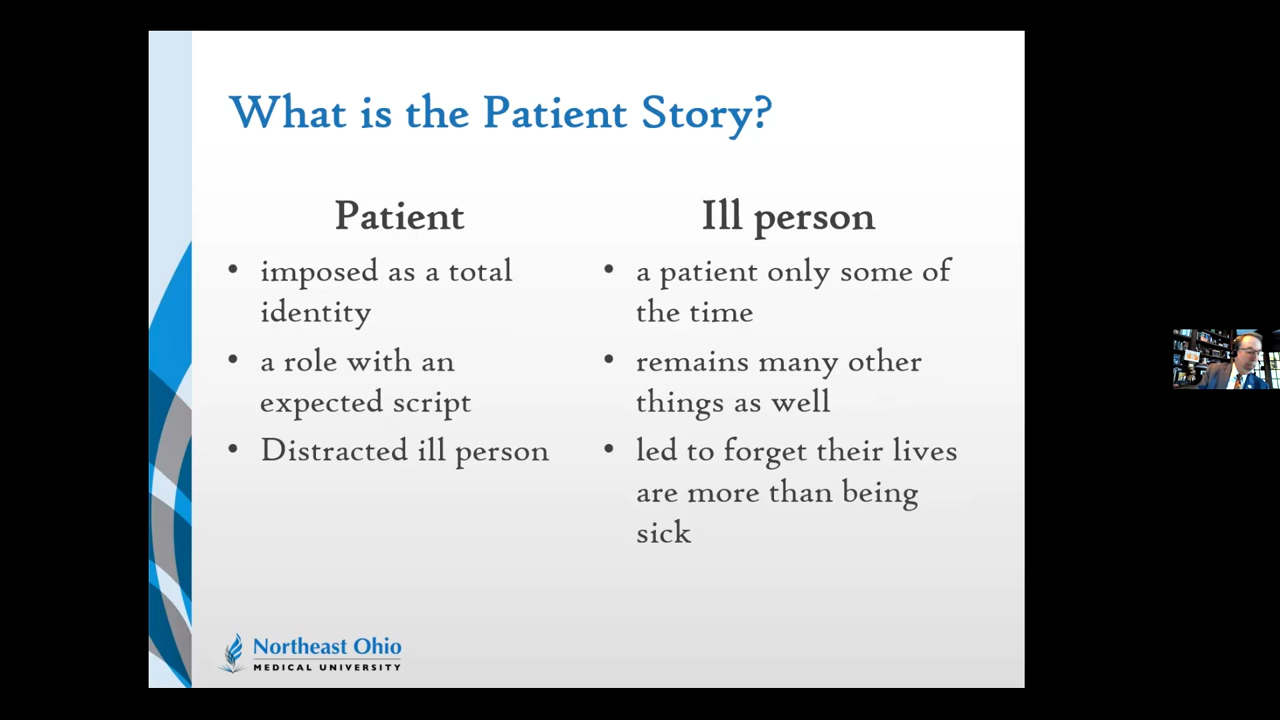 What is the Patient Story?
Patient
• imposed as a total
identity
• a role with an
expected script
• Distracted ill person
Ill person
• a patient only some of
the time
• remains many other
things as well
• led to forget their lives
are more than being
sick
Northeast Ohio
MEDICAL UNIVERSITY